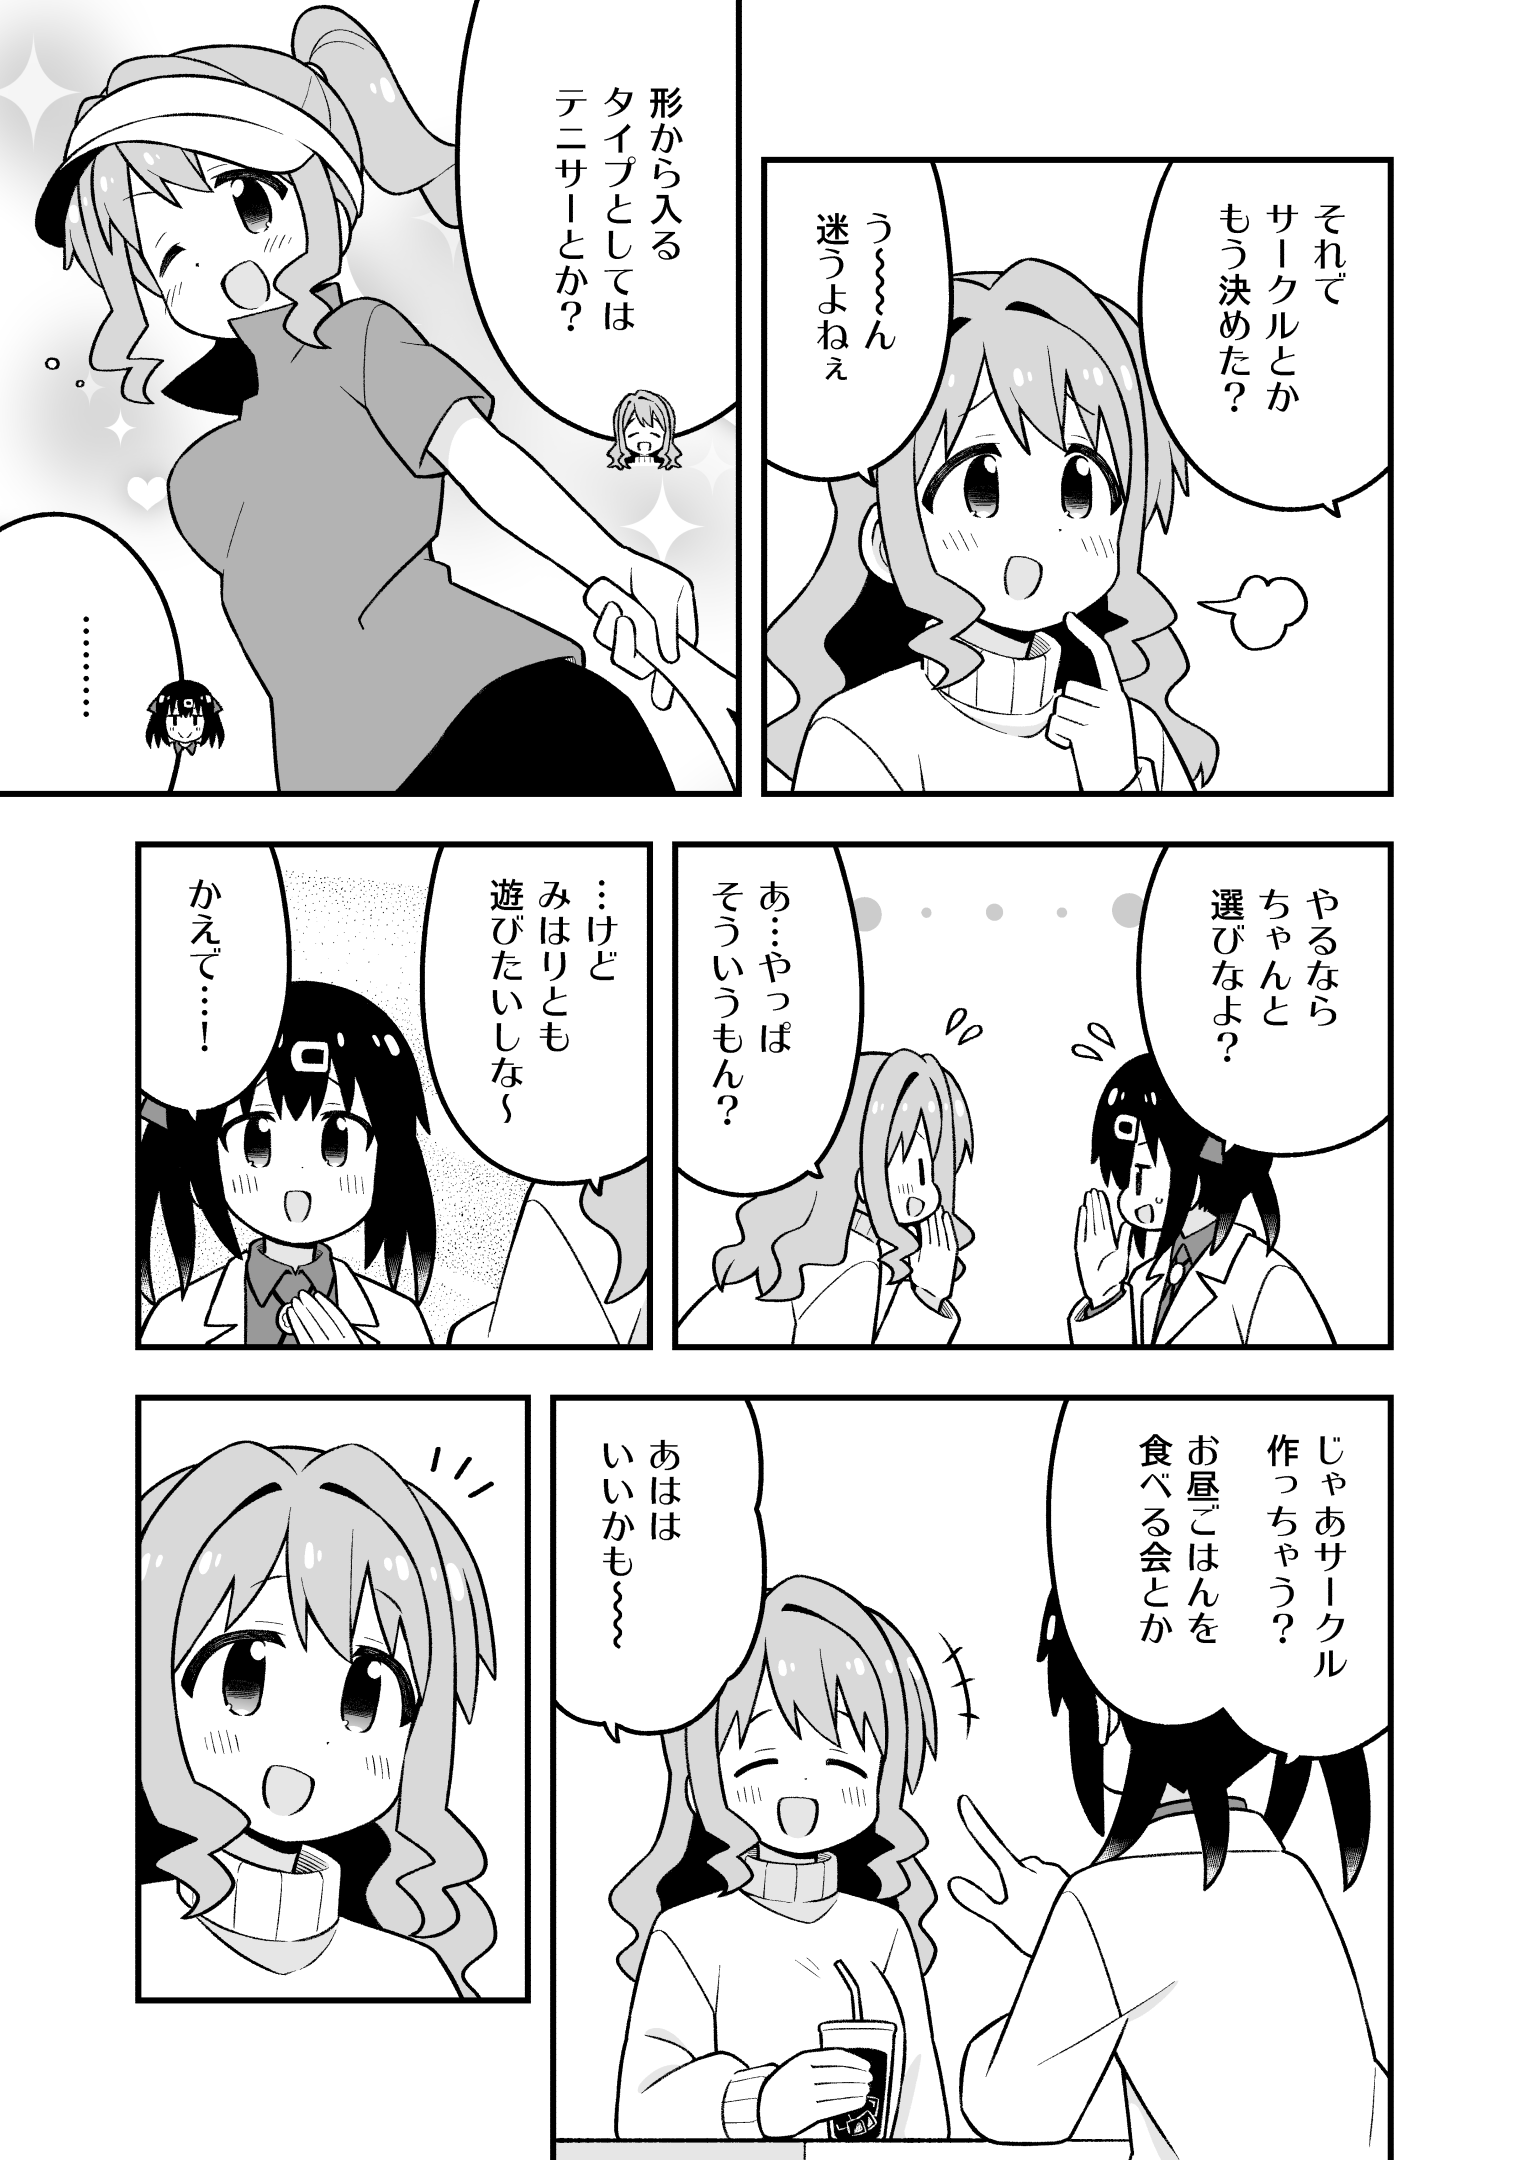 それで
サークルとか
もう決めた？
う〜〜〜ん
迷うよねぇ
形から入る
タイプとしては
テニサーとか？
………
やるなら
ちゃんと
選びなよ？
あ…やっぱ
そういうもん？
…けど
みはりとも
遊びたいしな〜
かえで…！
じゃあサークル
作っちゃう？
お昼ごはんを
食べる会とか
あはは
いいかも〜〜〜